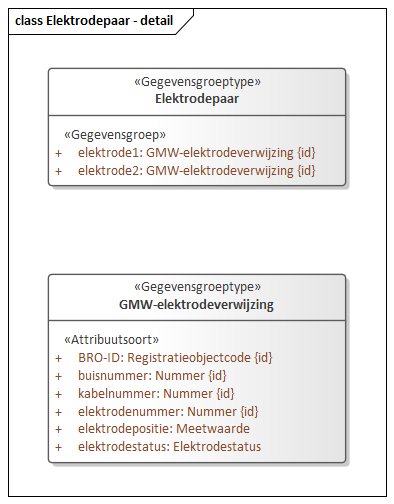 class Elektrodepaar - detail
«Gegevensgroeptype»
Elektrodepaar
«Gegevensgroep»
+ elektrode1: GMW-elektrodeverwijzing {id}
+ elektrode2: GMW-elektrodeverwijzing {id}
«Gegevensgroeptype»
GMW-elektrodeverwijzing
«Attribuutsoort»
+ BRO-ID: Registratieobjectcode {id}
+ buisnummer: Nummer {id}
+ kabelnummer: Nummer {id}
+ elektrodenummer: Nummer {id}
+ elektrodepositie: Meetwaarde
+ elektrodestatus: Elektrodestatus